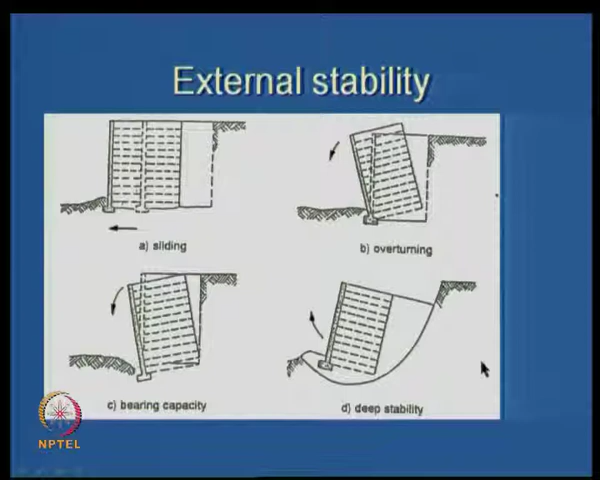 External stability
a) sliding
b) overturning
c) bearing capacity
d) deep stability
NPTEL